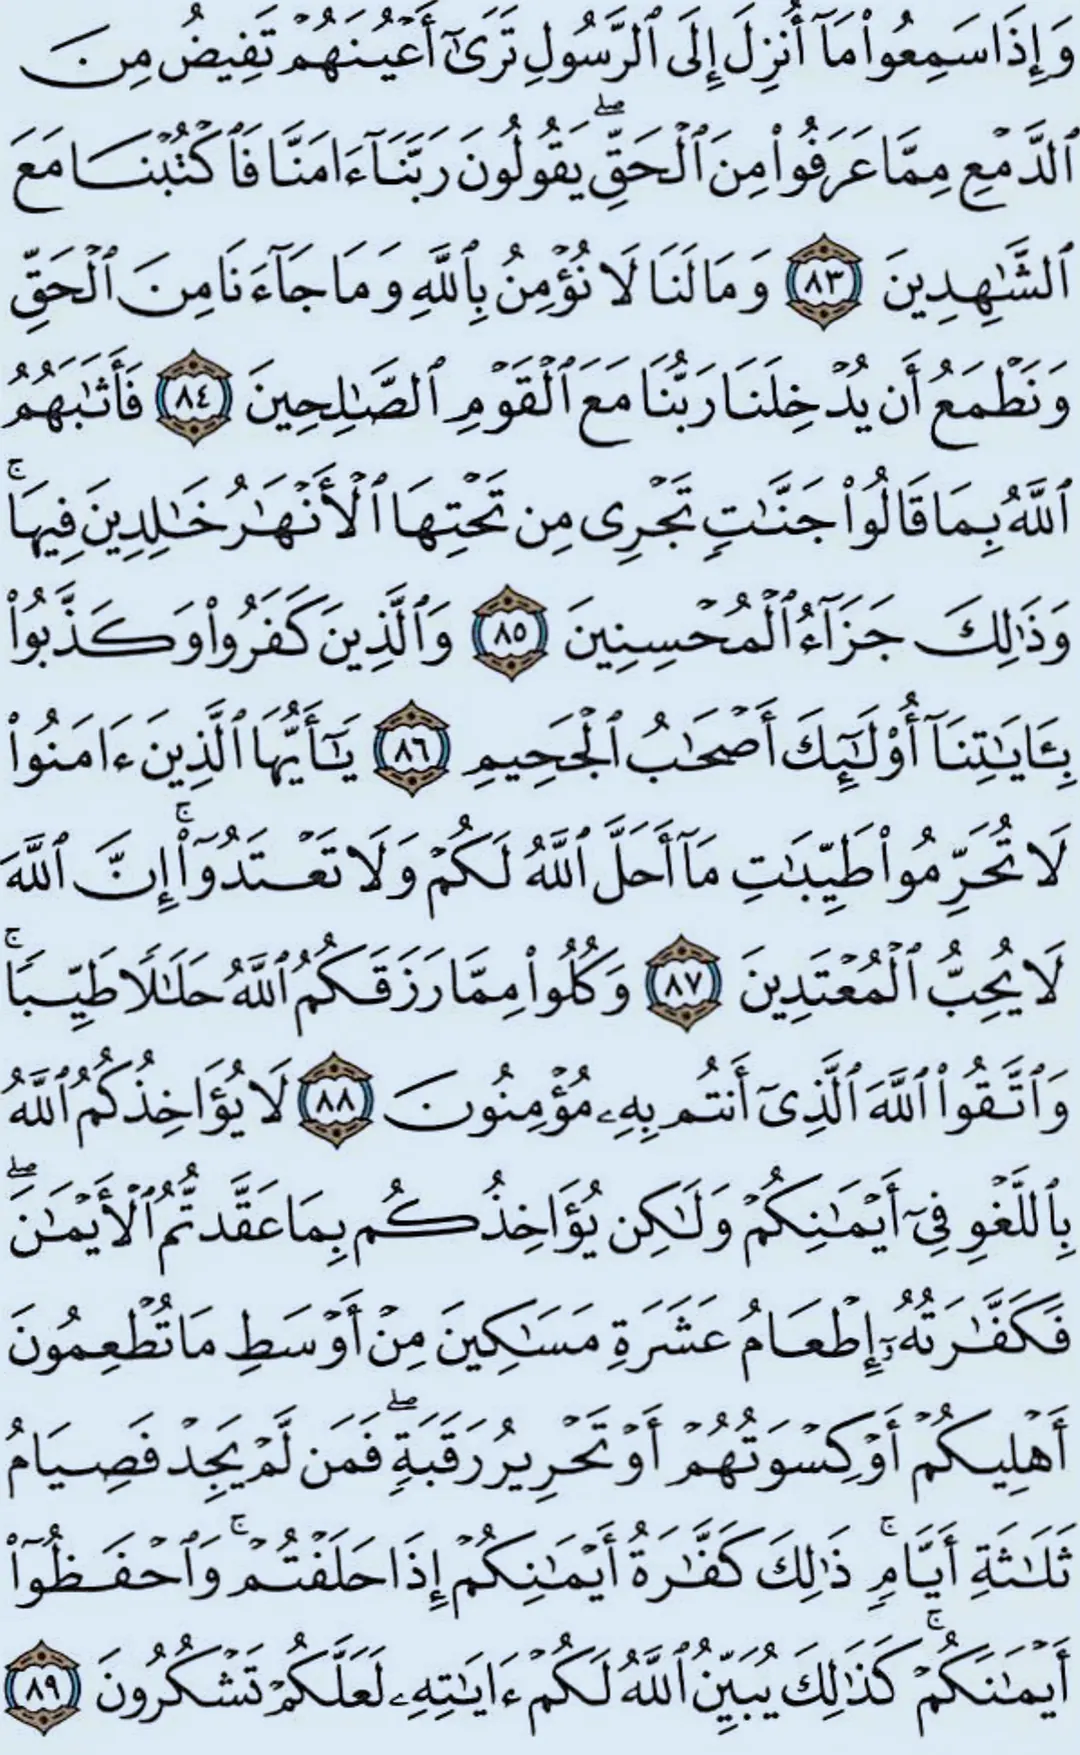 وَإِذَا سَمِعُوا۟ مَآ أُنزِلَ إِلَى ٱلرَّسُولِ تَرَىٰٓ أَعْيُنَهُمْ تَفِيضُ مِنَ
ٱلدَّمْعِ مِمَّا عَرَفُوا۟ مِنَ ٱلْحَقِّ ۖ يَقُولُونَ رَبَّنَآ ءَامَنَّا فَٱكْتُبْنَا مَعَ
ٱلشَّٰهِدِينَ ٨٣ وَمَا لَنَا لَا نُؤْمِنُ بِٱللَّهِ وَمَا جَآءَنَا مِنَ ٱلْحَقِّ
وَنَطْمَعُ أَن يُدْخِلَنَا رَبُّنَا مَعَ ٱلْقَوْمِ ٱلصَّٰلِحِينَ ٨٤ فَأَثَٰبَهُمُ
ٱللَّهُ بِمَا قَالُوا۟ جَنَّٰتٍ تَجْرِى مِن تَحْتِهَا ٱلْأَنْهَٰرُ خَٰلِدِينَ فِيهَا ۚ
وَذَٰلِكَ جَزَآءُ ٱلْمُحْسِنِينَ ٨٥ وَٱلَّذِينَ كَفَرُوا۟ وَكَذَّبُوا۟
بِـَٔايَٰتِنَآ أُو۟لَٰٓئِكَ أَصْحَٰبُ ٱلْجَحِيمِ ٨٦ يَٰٓأَيُّهَا ٱلَّذِينَ ءَامَنُوا۟
لَا تُحَرِّمُوا۟ طَيِّبَٰتِ مَآ أَحَلَّ ٱللَّهُ لَكُمْ وَلَا تَعْتَدُوٓا۟ ۚ إِنَّ ٱللَّهَ
لَا يُحِبُّ ٱلْمُعْتَدِينَ ٨٧ وَكُلُوا۟ مِمَّا رَزَقَكُمُ ٱللَّهُ حَلَٰلًا طَيِّبًا ۚ
وَٱتَّقُوا۟ ٱللَّهَ ٱلَّذِىٓ أَنتُم بِهِۦ مُؤْمِنُونَ ٨٨ لَا يُؤَاخِذُكُمُ ٱللَّهُ
بِٱللَّغْوِ فِىٓ أَيْمَٰنِكُمْ وَلَٰكِن يُؤَاخِذُكُم بِمَا عَقَّدتُّمُ ٱلْأَيْمَٰنَ ۖ
فَكَفَّٰرَتُهُۥٓ إِطْعَامُ عَشَرَةِ مَسَٰكِينَ مِنْ أَوْسَطِ مَا تُطْعِمُونَ
أَهْلِيكُمْ أَوْ كِسْوَتُهُمْ أَوْ تَحْرِيرُ رَقَبَةٍ ۖ فَمَن لَّمْ يَجِدْ فَصِيَامُ
ثَلَٰثَةِ أَيَّامٍ ۚ ذَٰلِكَ كَفَّٰرَةُ أَيْمَٰنِكُمْ إِذَا حَلَفْتُمْ ۚ وَٱحْفَظُوٓا۟
أَيْمَٰنَكُمْ ۚ كَذَٰلِكَ يُبَيِّنُ ٱللَّهُ لَكُمْ ءَايَٰتِهِۦ لَعَلَّكُمْ تَشْكُرُونَ ٨٩